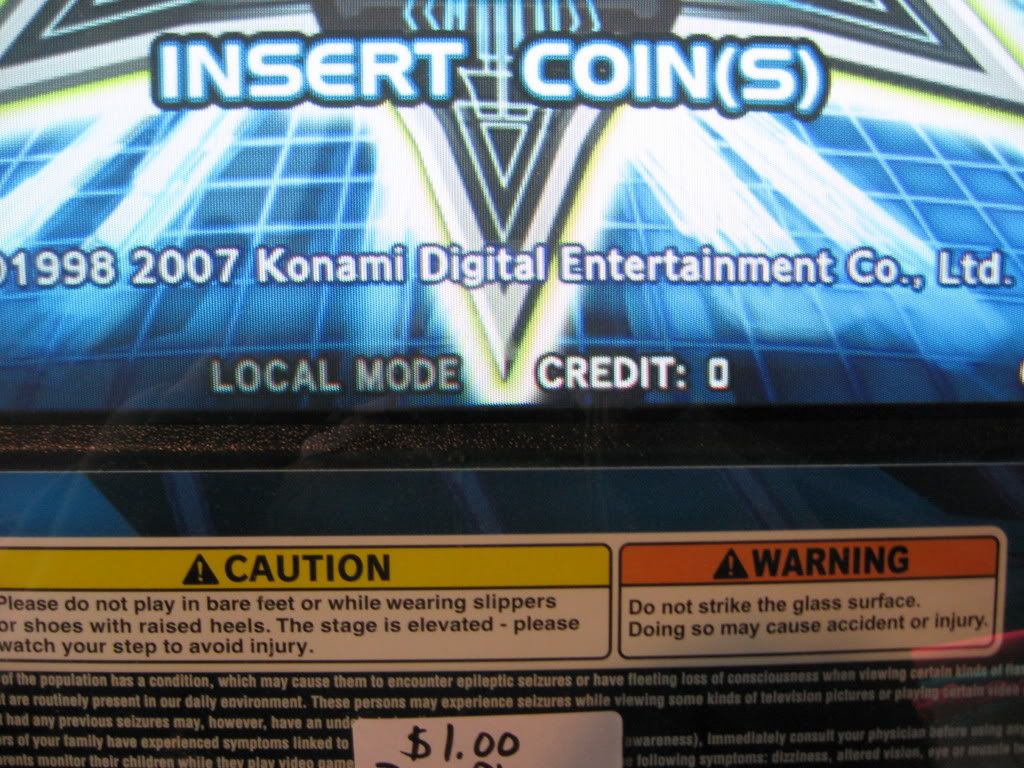 INSERT COIN(S)
1998 2007 Konami Digital Entertainment Co., Ltd.
LOCAL MODE CREDIT: 0
CAUTION
Please do not play in bare feet or while wearing slippers
or shoes with raised heels. The stage is elevated - please
watch your step to avoid injury.
WARNING
Do not strike the glass surface.
Doing so may cause accident or injury.
of the population has a condition, which may cause them to encounter epileptic seizures or have fleeting loss of consciousness when viewing certain kinds of
are routinely present in our daily environment. These persons may experience seizures while viewing some kinds of television pictures or playing certain video
had any previous seizures may, however, have an
of your family have experienced symptoms linked to awareness), immediately consult your physician before using any
monitor their children while they play video game following symptoms: dizziness, altered vision, eye or muscle
$1.00